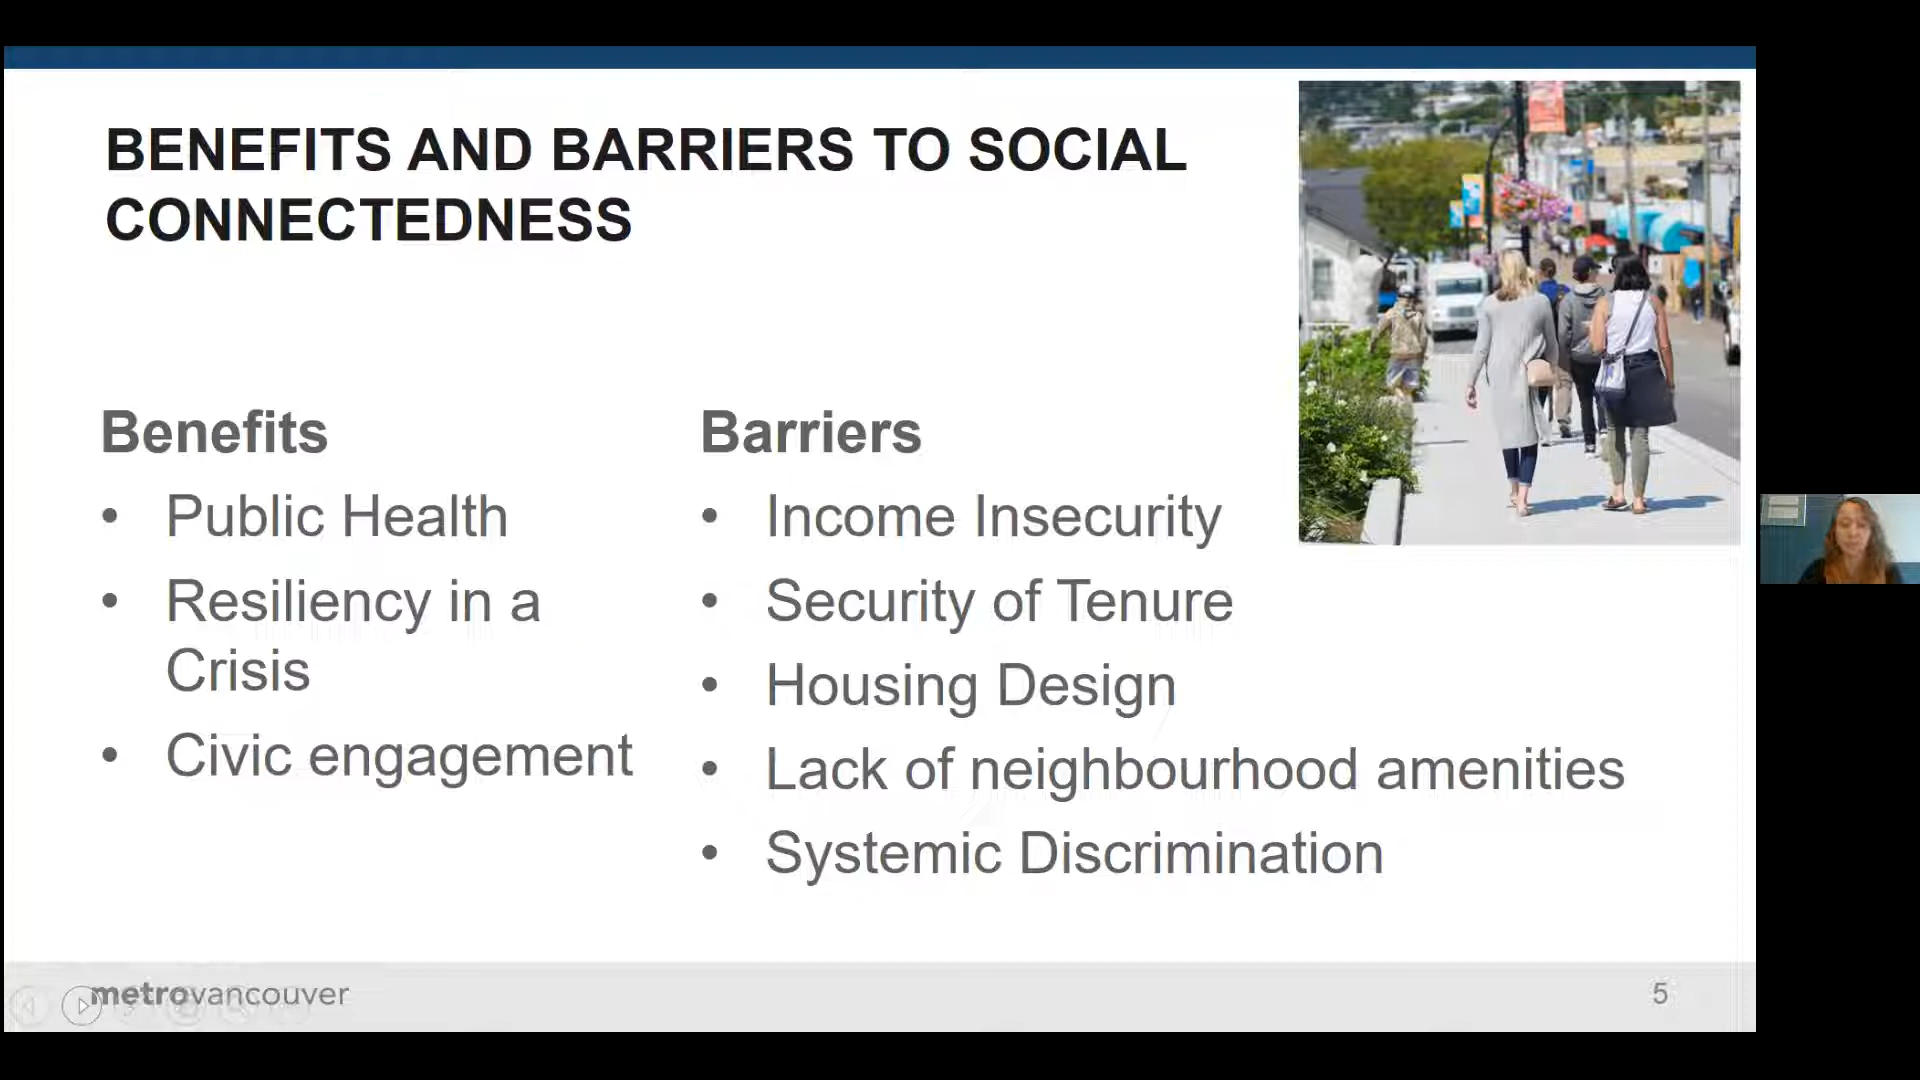 BENEFITS AND BARRIERS TO SOCIAL
CONNECTEDNESS
Benefits
• Public Health
• Resiliency in a
Crisis
• Civic engagement
Barriers
• Income Insecurity
• Security of Tenure
• Housing Design
• Lack of neighbourhood amenities
• Systemic Discrimination
metrovancouver
5